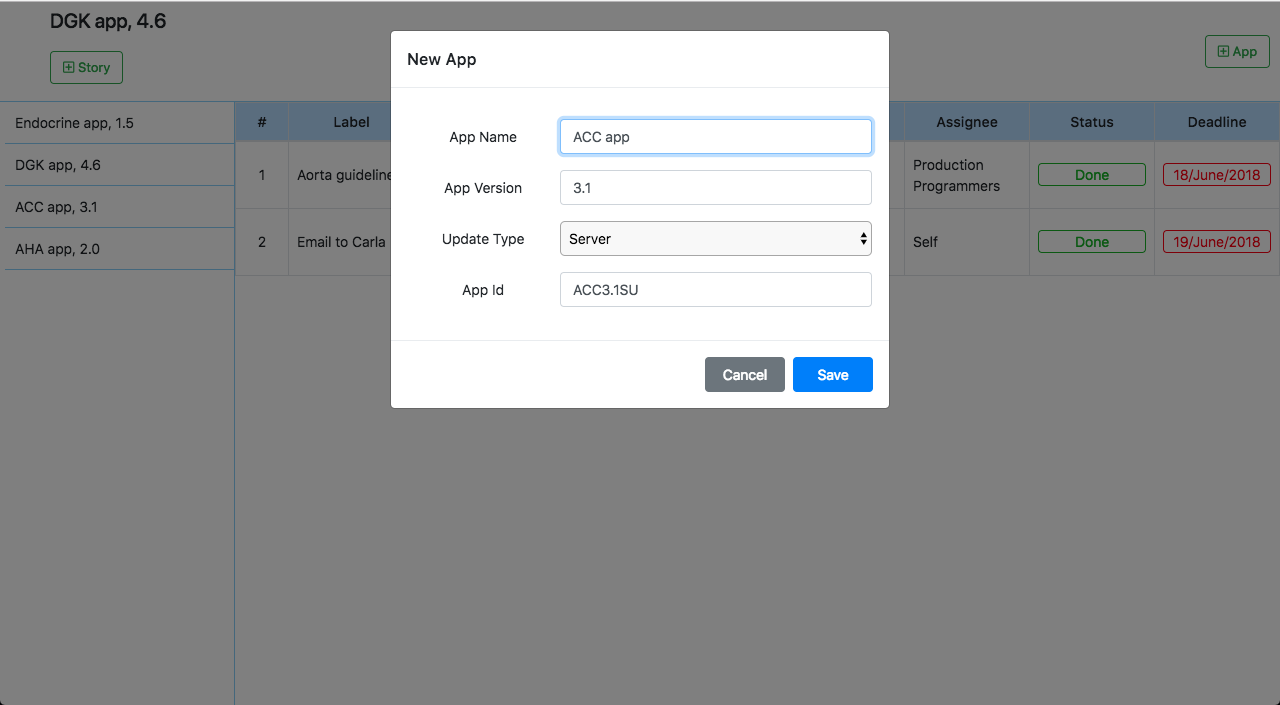 DGK app, 4.6
Story
App
Endocrine app, 1.5
DGK app, 4.6
ACC app, 3.1
AHA app, 2.0
# Label Assignee Status Deadline
1 Aorta guideline Production Programmers Done 18/June/2018
2 Email to Carla Self Done 19/June/2018
New App
App Name ACC app
App Version 3.1
Update Type Server
App Id ACC3.1SU
Cancel Save